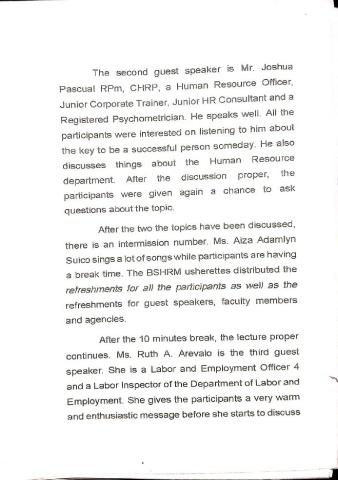 The second guest speaker is Mr. Joshua
Pascual RPm, CHRP, a Human Resource Officer,
Junior Corporate Trainer, Junior HR Consultant and a
Registered Psychometrician. He speaks well. All the
participants were interested on listening to him about
the key to be a successful person someday. He also
discusses things about the Human Resource
department. After the discussion proper, the
participants were given again a chance to ask
questions about the topic.
After the two the topics have been discussed,
there is an intermission number. Ms. Aiza Adamlyn
Suico sings a lot of songs while participants are having
a break time. The BSHRM usherettes distributed the
refreshments for all the participants as well as the
refreshments for guest speakers, faculty members
and agencies.
After the 10 minutes break, the lecture proper
continues. Ms. Ruth A. Arevalo is the third guest
speaker. She is a Labor and Employment Officer 4
and a Labor Inspector of the Department of Labor and
Employment. She gives the participants a very warm
and enthusiastic message before she starts to discuss